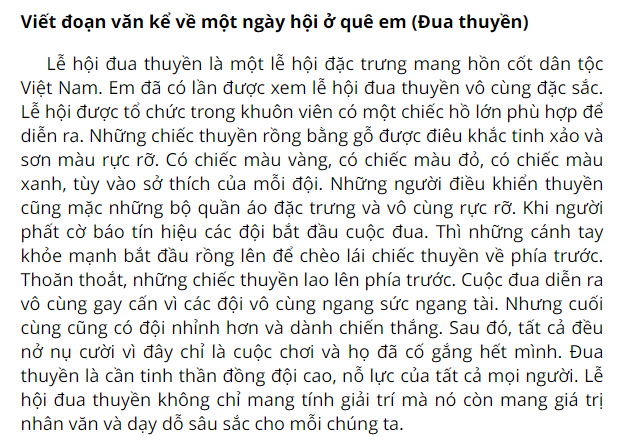 Viết đoạn văn kể về một ngày hội ở quê em (Đua thuyền)
Lễ hội đua thuyền là một lễ hội đặc trưng mang hồn cốt dân tộc
Việt Nam. Em đã có lần được xem lễ hội đua thuyền vô cùng đặc sắc.
Lễ hội được tổ chức trong khuôn viên có một chiếc hồ lớn phù hợp để
diễn ra. Những chiếc thuyền rồng bằng gỗ được điêu khắc tinh xảo và
sơn màu rực rỡ. Có chiếc màu vàng, có chiếc màu đỏ, có chiếc màu
xanh, tùy vào sở thích của mỗi đội. Những người điều khiển thuyền
cũng mặc những bộ quần áo đặc trưng và vô cùng rực rỡ. Khi người
phất cờ báo tín hiệu các đội bắt đầu cuộc đua. Thì những cánh tay
khỏe mạnh bắt đầu rồng lên để chèo lái chiếc thuyền về phía trước.
Thoăn thoắt, những chiếc thuyền lao lên phía trước. Cuộc đua diễn ra
vô cùng gay cấn vì các đội vô cùng ngang sức ngang tài. Nhưng cuối
cùng cũng có đội nhỉnh hơn và dành chiến thắng. Sau đó, tất cả đều
nở nụ cười vì đây chỉ là cuộc chơi và họ đã cố gắng hết mình. Đua
thuyền là cần tinh thần đồng đội cao, nỗ lực của tất cả mọi người. Lễ
hội đua thuyền không chỉ mang tính giải trí mà nó còn mang giá trị
nhân văn và dạy dỗ sâu sắc cho mỗi chúng ta.